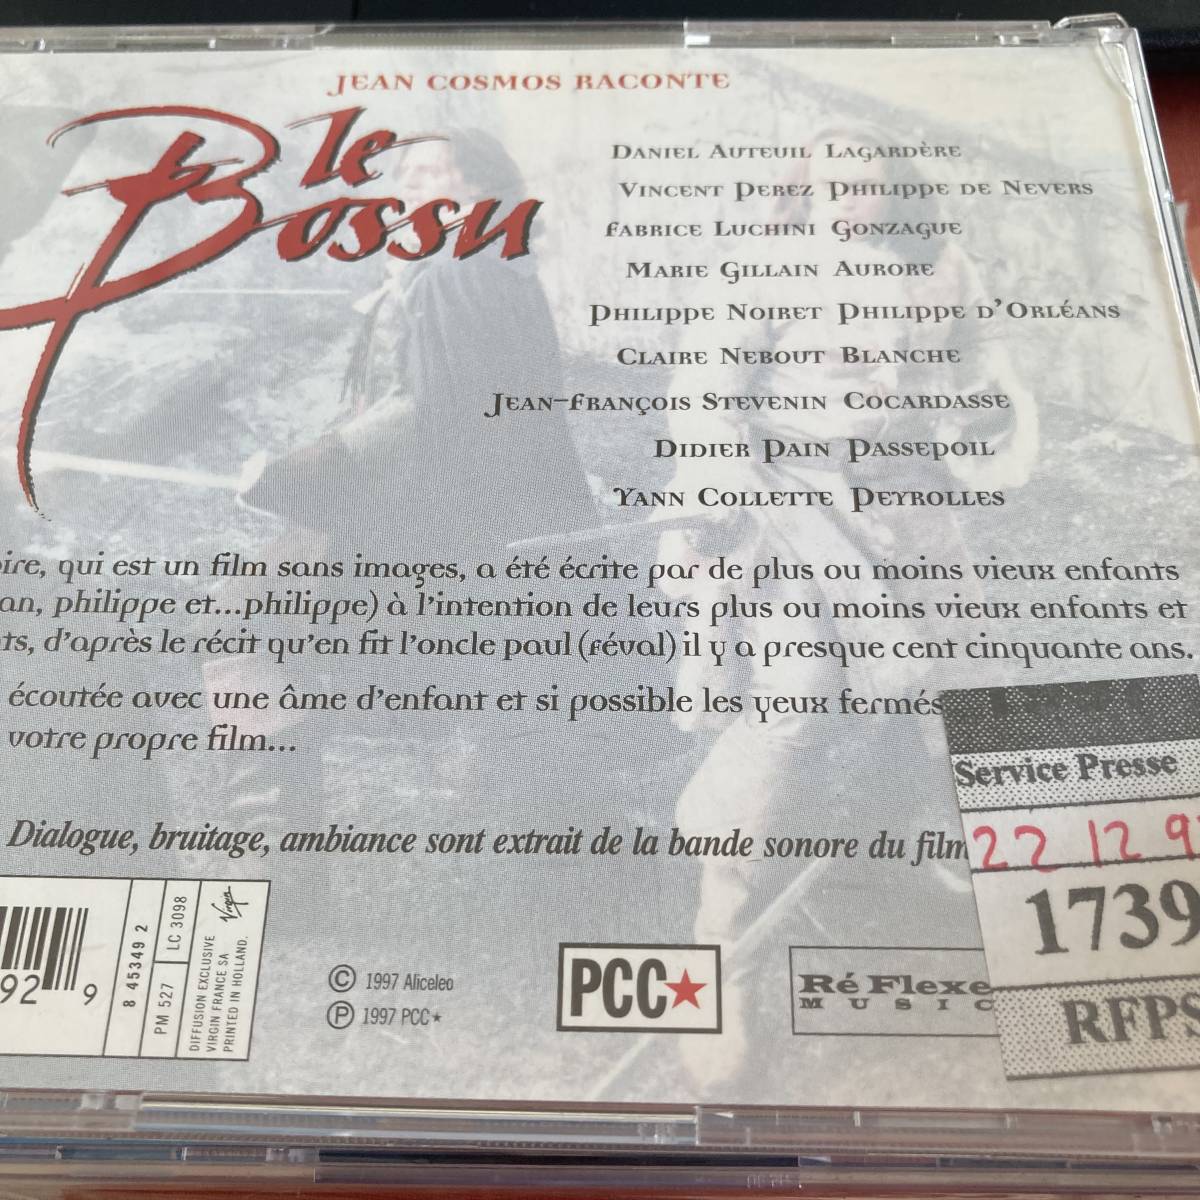 JEAN COSMOS RACONTE
le
Bossu
DANIEL AUTEUIL LAGARDÈRE
VINCENT PEREZ PHILIPPE DE NEVERS
FABRICE LUCHINI GONZAGUE
MARIE GILLAIN AURORE
PHILIPPE NOIRET PHILIPPE D'ORLÉANS
CLAIRE NEBOUT BLANCHE
JEAN-FRANÇOIS STEVENIN COCARDASSE
DIDIER PAIN PASSEPOIL
YANN COLLETTE PEYROLLES
ire, qui est un film sans images, a été écrite par de plus ou moins vieux enfants
an, philippe et...philippe) à l'intention de leurs plus ou moins vieux enfants et
ts, d'après le récit qu'en fit l'oncle paul (féval) il y a presque cent cinquante ans.
écoutée avec une âme d'enfant et si possible les yeux fermés
votre propre film...
Dialogue, bruitage, ambiance sont extrait de la bande sonore du film
Service Presse
22 12 9
1739
RFPS
92 9
8 45349 2
PM 527
LC 3098
DIFFUSION EXCLUSIVE
VIRGIN FRANCE SA
PRINTED IN HOLLAND.
Virgin
© 1997 Aliceleo
℗ 1997 PCC★
PCC★
Ré Flexe
MUSIC